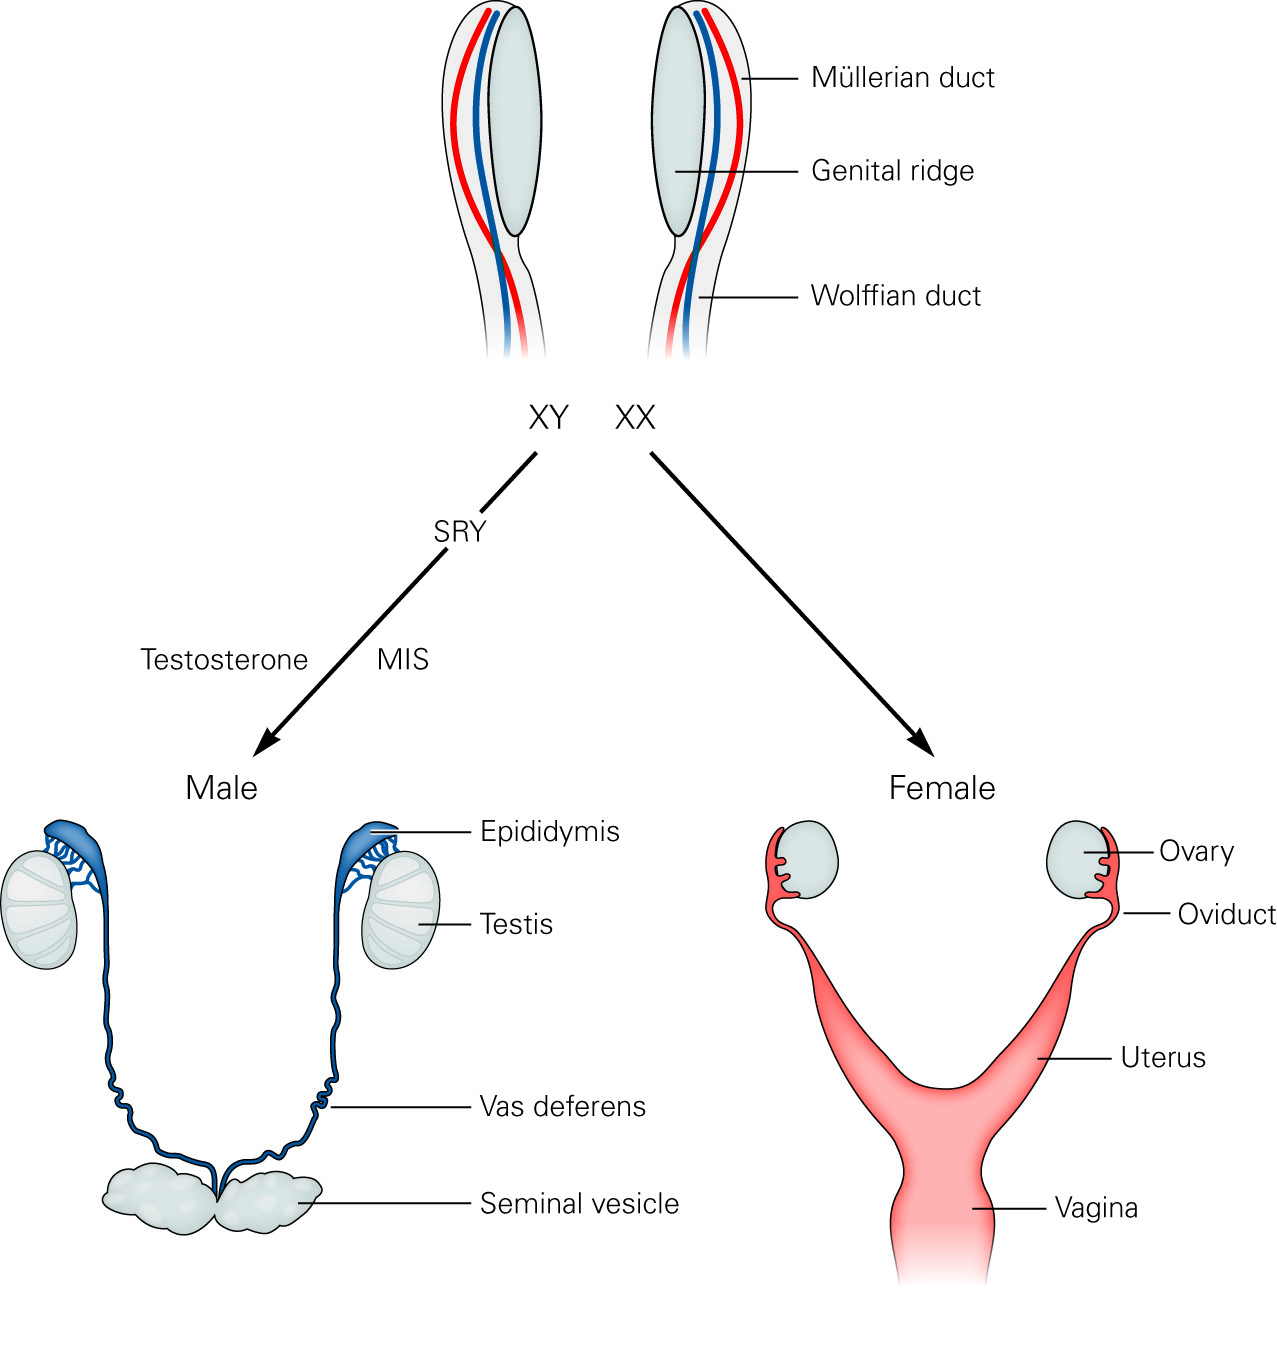 Müllerian duct
Genital ridge
Wolffian duct
XY XX
SRY
Testosterone MIS
Male
Female
Epididymis
Testis
Vas deferens
Seminal vesicle
Ovary
Oviduct
Uterus
Vagina